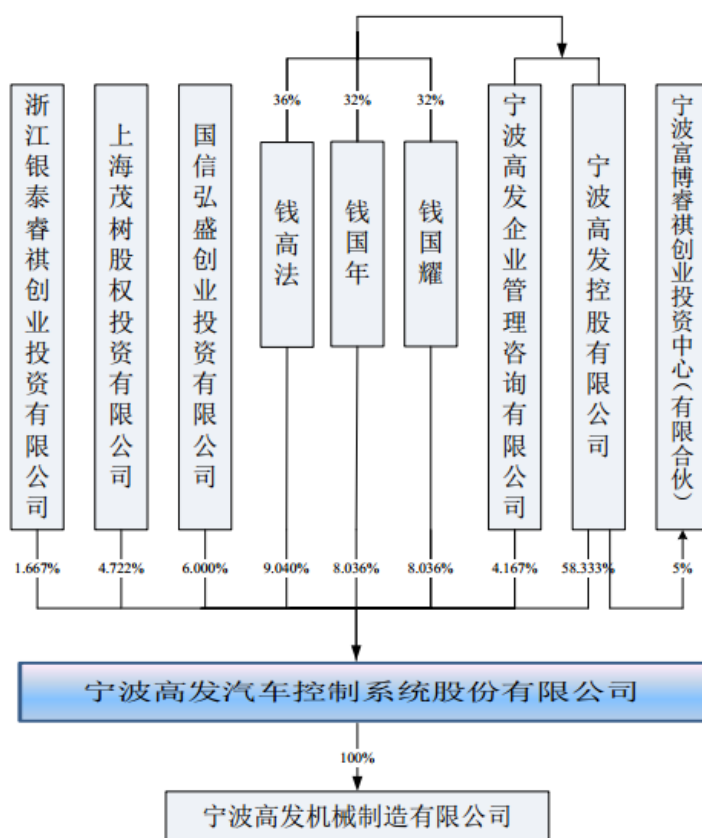 36%
32%
32%
浙江银泰睿祺创业投资有限公司
上海茂树股权投资有限公司
国信弘盛创业投资有限公司
钱高法
钱国年
钱国耀
宁波高发企业管理咨询有限公司
宁波高发控股有限公司
宁波富博睿祺创业投资中心(有限合伙)
1.667%
4.722%
6.000%
9.040%
8.036%
8.036%
4.167%
58.333%
5%
宁波高发汽车控制系统股份有限公司
100%
宁波高发机械制造有限公司